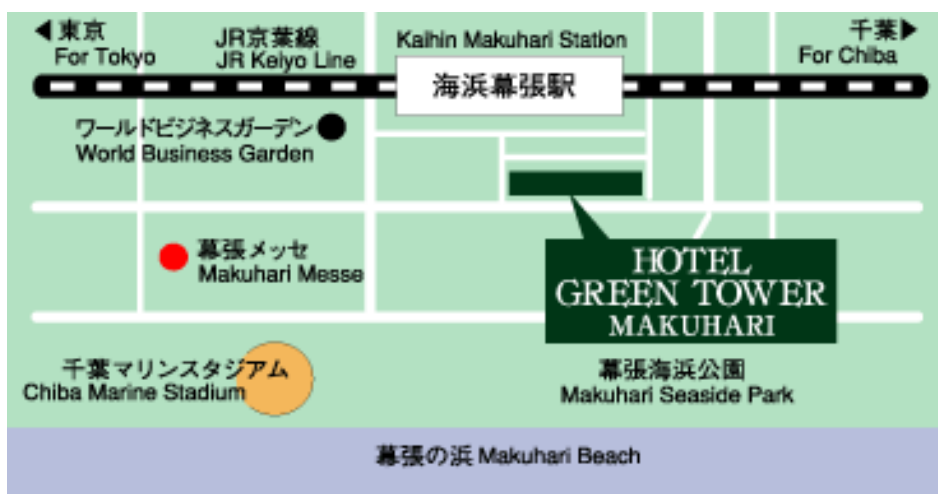 東京
For Tokyo
JR京葉線
JR Keiyo Line
Kaihin Makuhari Station
海浜幕張駅
千葉
For Chiba
ワールドビジネスガーデン
World Business Garden
幕張メッセ
Makuhari Messe
HOTEL
GREEN TOWER
MAKUHARI
千葉マリンスタジアム
Chiba Marine Stadium
幕張海浜公園
Makuhari Seaside Park
幕張の浜 Makuhari Beach